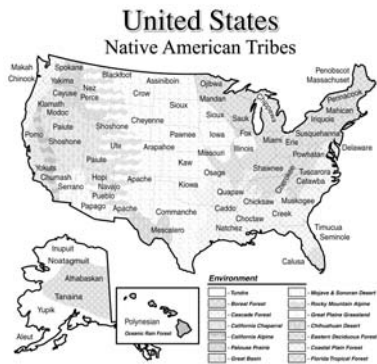 United States
Native American Tribes
Makah
Chinook
Spokane
Yakima
Cayuse
Nez
Perce
Klamath
Modoc
Paiute
Pomo
Shoshone
Yokuts
Chumash
Serrano
Blackfoot
Assiniboin
Crow
Sioux
Cheyenne
Shoshone
Ute
Arapahoe
Pawnee
Paiute
Hopi
Navajo
Pueblo
Papago
Apache
Apache
Kaw
Kiowa
Commanche
Mescalero
Ojibwa
Mandan
Sioux
Sauk
Fox
Iowa
Missouri
Illinois
Osage
Quapaw
Caddo
Natchez
Choctaw
Chicksaw
Shawnee
Cherokee
Miami
Erie
Creek
Muskogee
Penobscot
Massachuset
Pennacook
Mahican
Iriquois
Susquehanna
Delaware
Powhatan
Tuscarora
Catawba
Timucua
Seminole
Calusa
Inupuit
Noatagmuit
Athabaskan
Tanaina
Yupik
Aleut
Polynesian
Oceanic Rain Forest
Environment
- Tundra
- Boreal Forest
- Cascade Forest
- California Chaparral
- California Alpine
- Palouse Prairie
- Great Basin
- Mojave & Sonoran Desert
- Rocky Mountain Alpine
- Great Plains Grassland
- Chihuahuan Desert
- Eastern Deciduous Forest
- Coastal Plain Forest
- Florida Tropical Forest